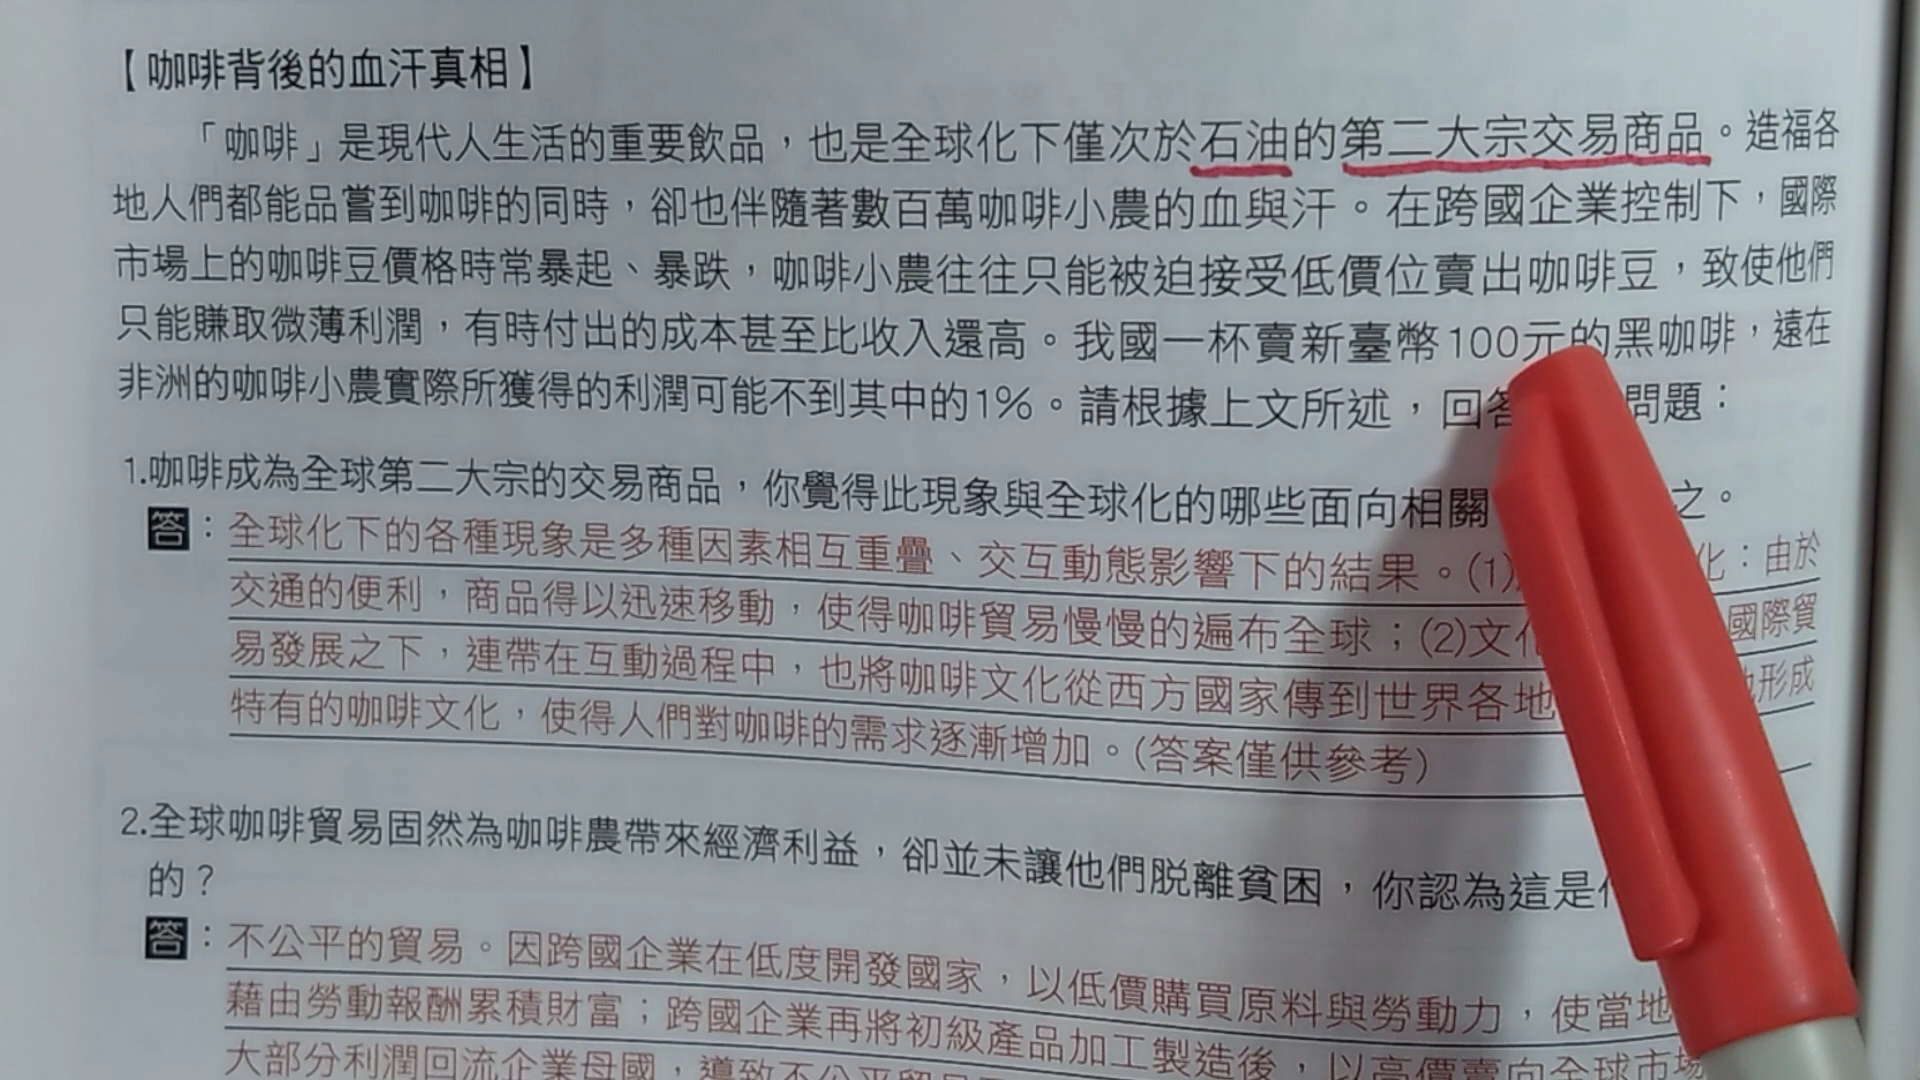 【咖啡背後的血汗真相】
「咖啡」是現代人生活的重要飲品，也是全球化下僅次於石油的第二大宗交易商品。造福各
地人們都能品嘗到咖啡的同時，卻也伴隨著數百萬咖啡小農的血與汗。在跨國企業控制下，國際
市場上的咖啡豆價格時常暴起、暴跌，咖啡小農往往只能被迫接受低價位賣出咖啡豆，致使他們
只能賺取微薄利潤，有時付出的成本甚至比收入還高。我國一杯賣新臺幣100元的黑咖啡，遠在
非洲的咖啡小農實際所獲得的利潤可能不到其中的1%。請根據上文所述，回答問題：
1.咖啡成為全球第二大宗的交易商品，你覺得此現象與全球化的哪些面向相關之。
答：全球化下的各種現象是多種因素相互重疊、交互動態影響下的結果。(1)化：由於
交通的便利，商品得以迅速移動，使得咖啡貿易慢慢的遍布全球；(2)文化國際貿
易發展之下，連帶在互動過程中，也將咖啡文化從西方國家傳到世界各地形成
特有的咖啡文化，使得人們對咖啡的需求逐漸增加。(答案僅供參考)
2.全球咖啡貿易固然為咖啡農帶來經濟利益，卻並未讓他們脫離貧困，你認為這是
的？
答：不公平的貿易。因跨國企業在低度開發國家，以低價購買原料與勞動力，使當地
藉由勞動報酬累積財富；跨國企業再將初級產品加工製造後，以高價賣向全球市場
大部分利潤回流企業母國，導致不公平貿易